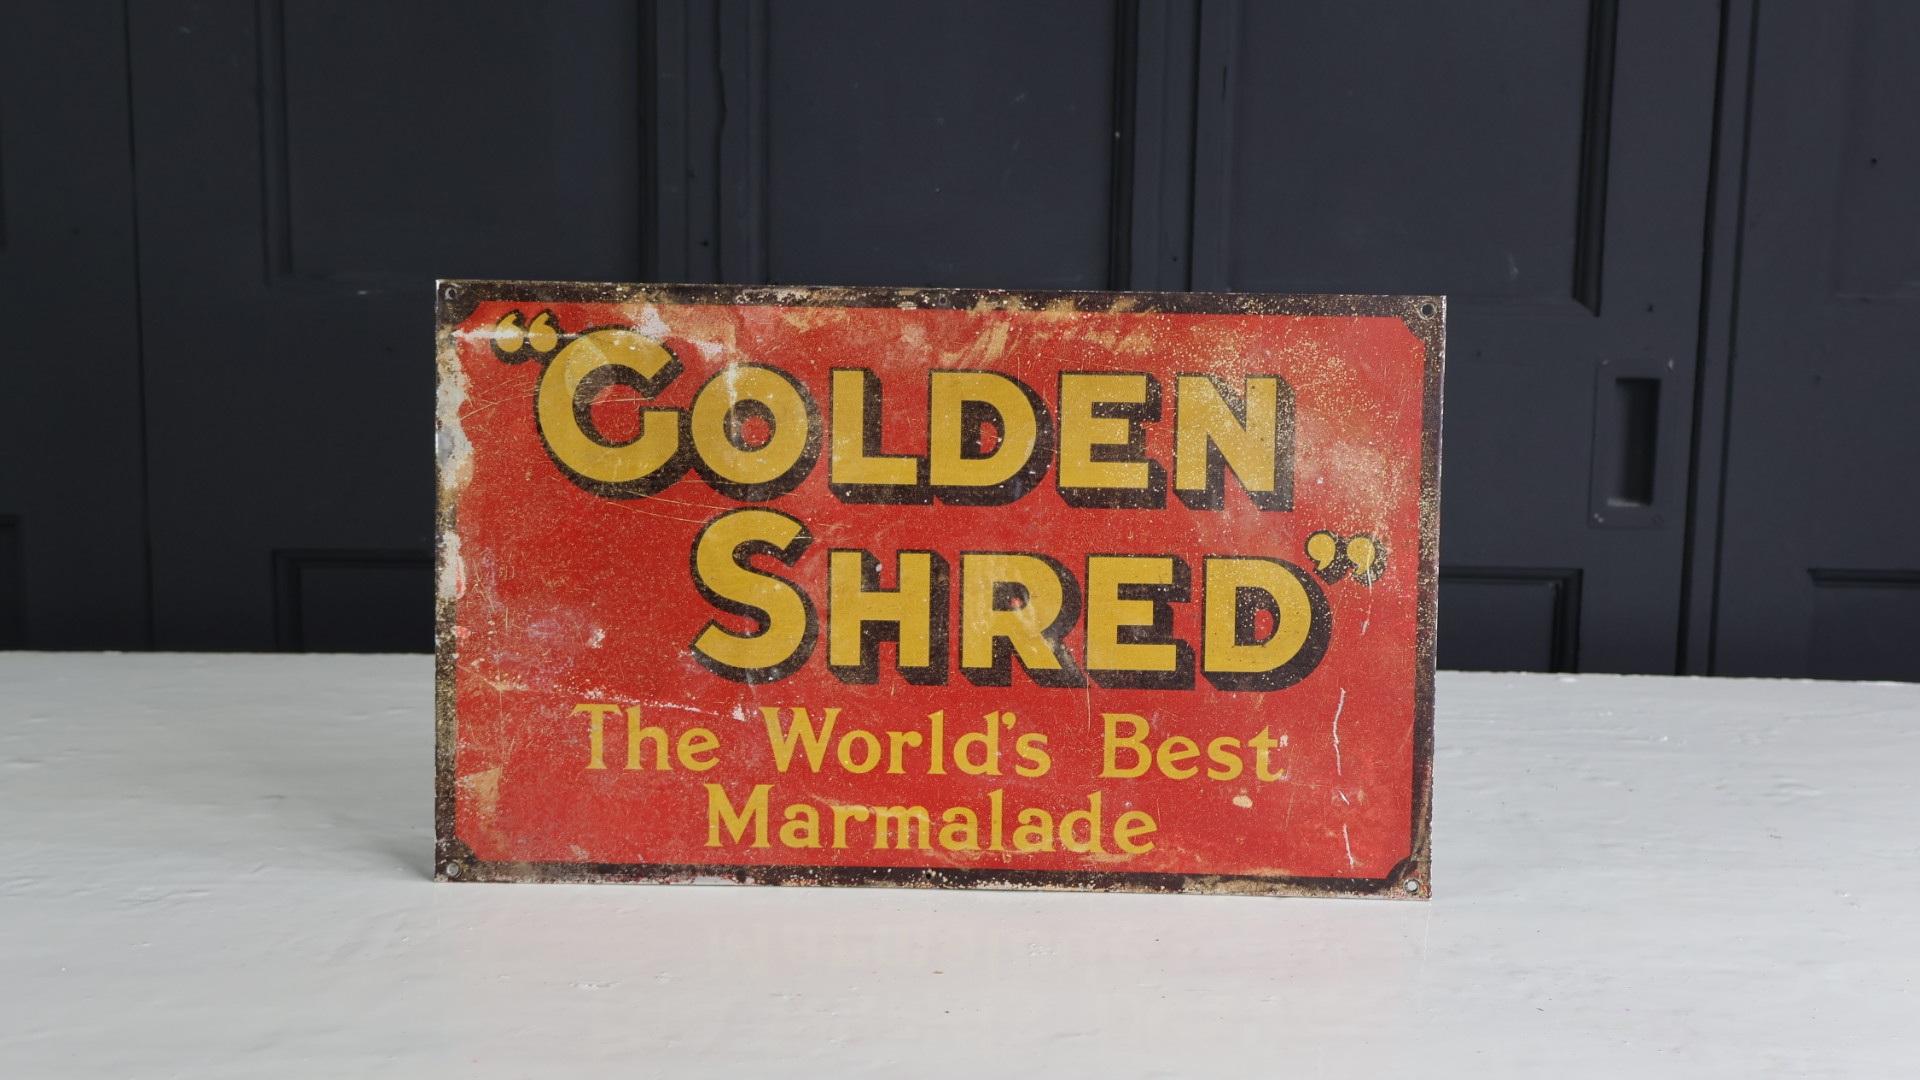 “GOLDEN
SHRED”
The World's Best
Marmalade